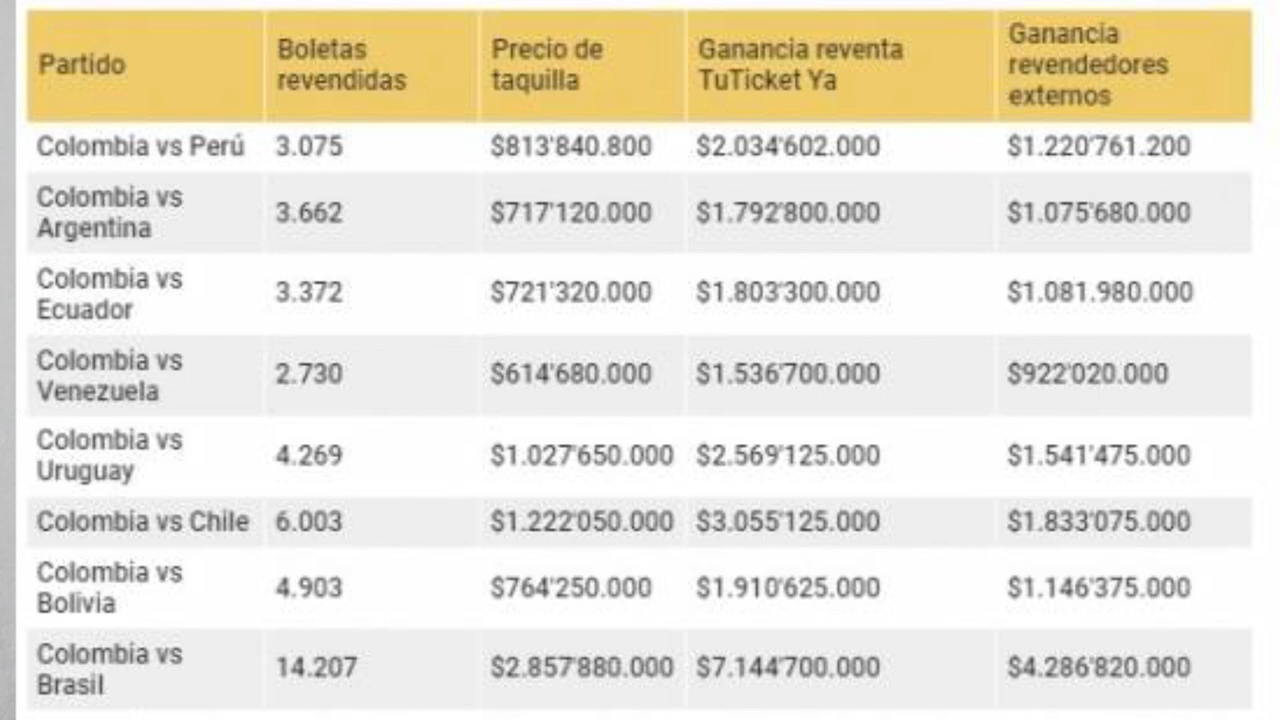 Partido
Boletas
revendidas
Precio de
taquilla
Ganancia reventa
TuTicket Ya
Ganancia
revendedores
externos
Colombia vs Perú 3.075 $813'840.800 $2.034'602.000 $1.220'761.200
Colombia vs
Argentina
3.662 $717'120.000 $1.792'800.000 $1.075'680.000
Colombia vs
Ecuador
3.372 $721'320.000 $1.803'300.000 $1.081.980.000
Colombia vs
Venezuela
2.730 $614'680.000 $1.536'700.000 $922'020.000
Colombia vs
Uruguay
4.269 $1.027'650.000 $2.569'125.000 $1.541'475.000
Colombia vs Chile 6.003 $1.222'050.000 $3.055'125.000 $1.833'075.000
Colombia vs
Bolivia
4.903 $764'250.000 $1.910'625.000 $1.146'375.000
Colombia vs
Brasil
14.207 $2.857'880.000 $7.144'700.000 $4.286'820.000